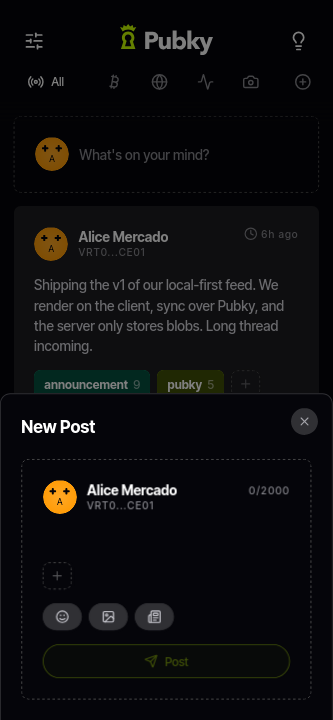 Pubky
All
What's on your mind?
Alice Mercado
6h ago
VRT0...CE01
Shipping the v1 of our local-first feed. We
render on the client, sync over Pubky, and
the server only stores blobs. Long thread
incoming.
announcement 9
pubky 5
New Post
A
Alice Mercado
0/2000
VRT0...CE01
Post